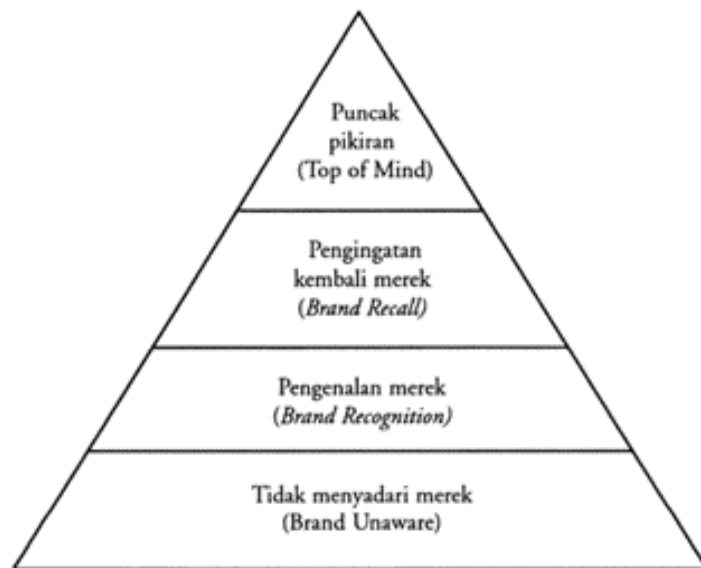 Puncak
pikiran
(Top of Mind)
Pengingatan
kembali merek
(Brand Recall)
Pengenalan merek
(Brand Recognition)
Tidak menyadari merek
(Brand Unaware)